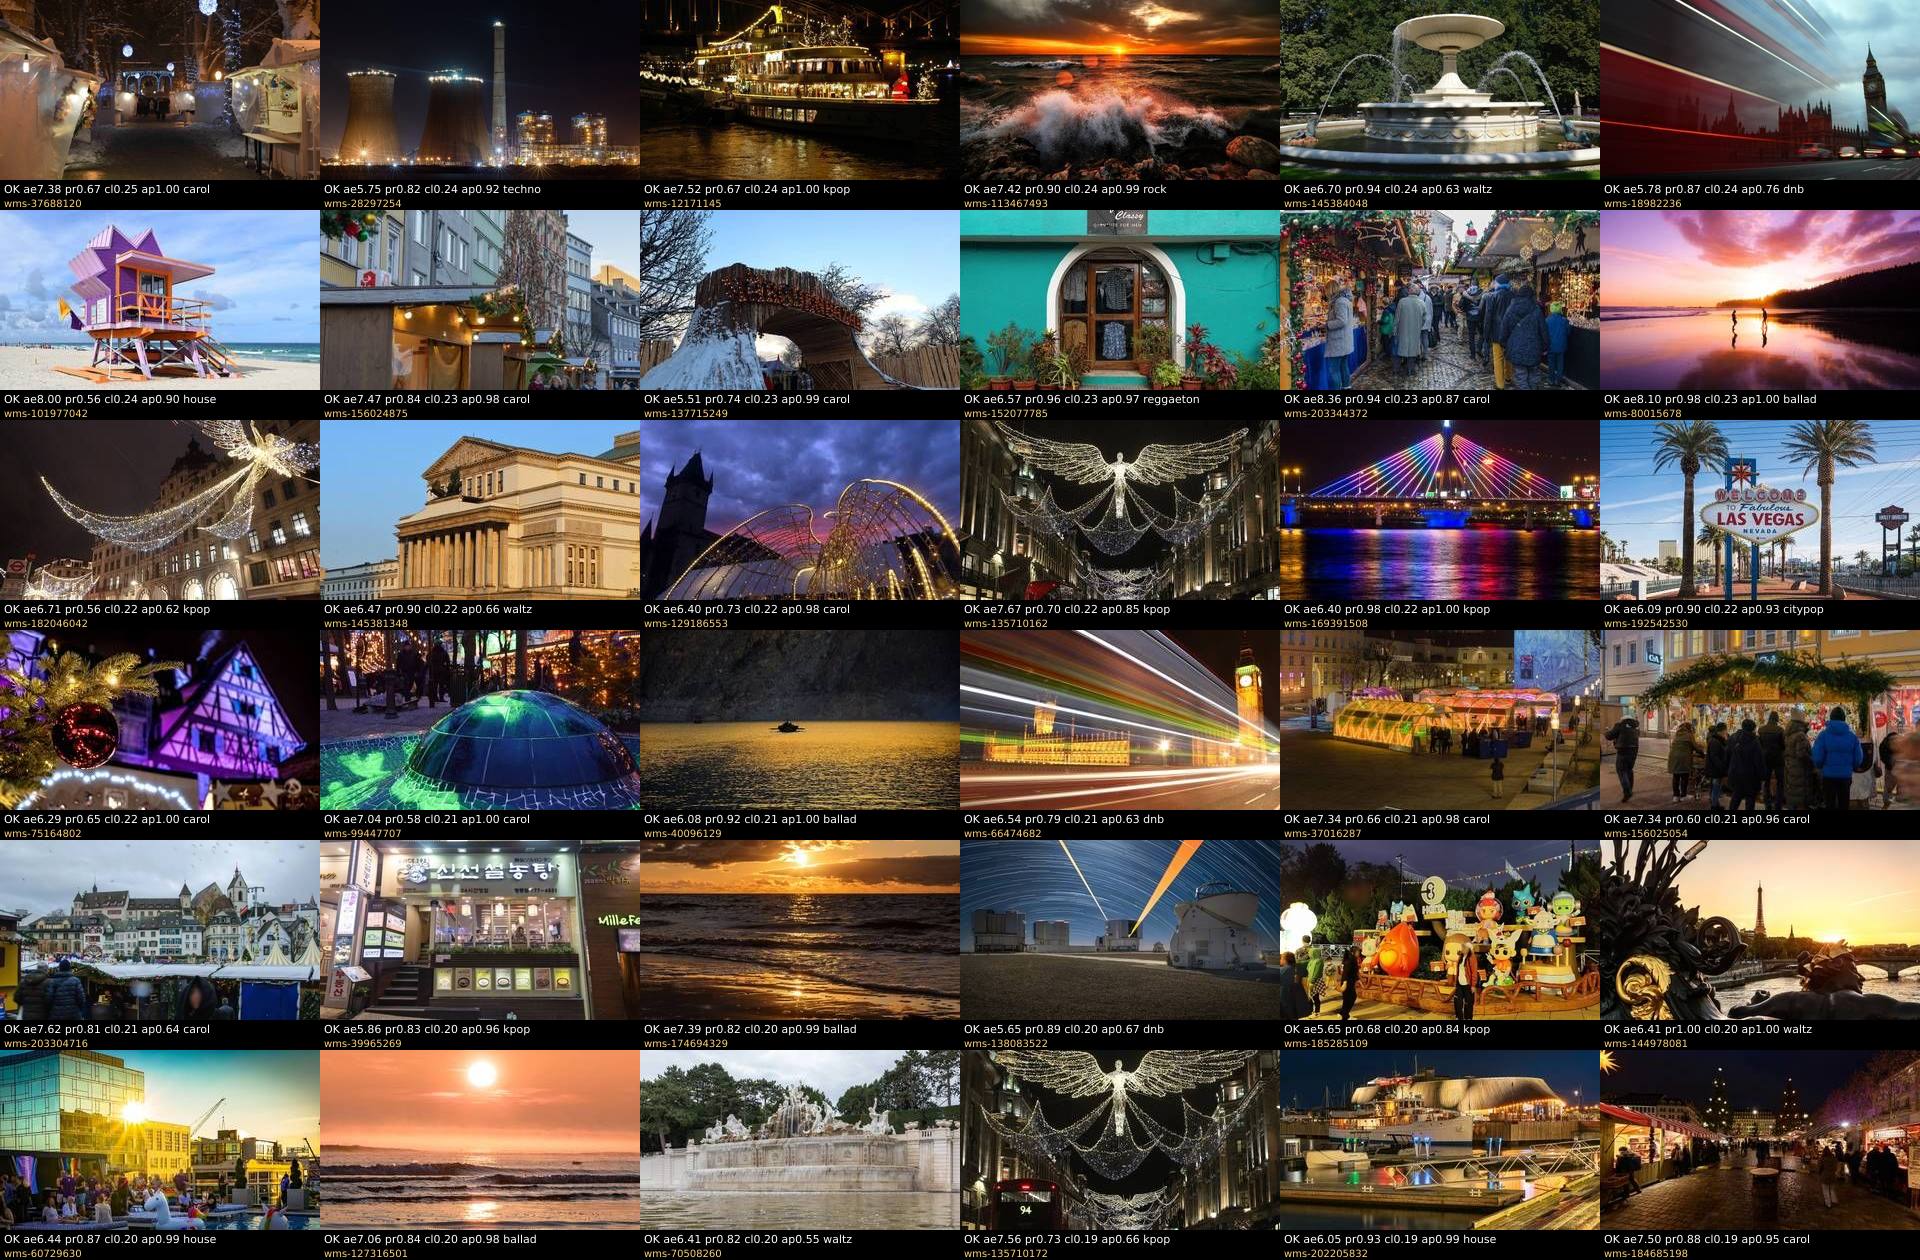 OK ae7.38 pr0.67 cl0.25 ap1.00 carol
wms-37688120
OK ae5.75 pr0.82 cl0.24 ap0.92 techno
wms-28297254
OK ae7.52 pr0.67 cl0.24 ap1.00 kpop
wms-12171145
OK ae7.42 pr0.90 cl0.24 ap0.99 rock
wms-113467493
OK ae6.70 pr0.94 cl0.24 ap0.63 waltz
wms-145384048
OK ae5.78 pr0.87 cl0.24 ap0.76 dnb
wms-18982236
Classy
OK ae8.00 pr0.56 cl0.24 ap0.90 house
wms-101977042
OK ae7.47 pr0.84 cl0.23 ap0.98 carol
wms-156024875
OK ae5.51 pr0.74 cl0.23 ap0.99 carol
wms-137715249
OK ae6.57 pr0.96 cl0.23 ap0.97 reggaeton
wms-152077785
OK ae8.36 pr0.94 cl0.23 ap0.87 carol
wms-203344372
OK ae8.10 pr0.98 cl0.23 ap1.00 ballad
wms-80015678
WELCOME
TO Fabulous
LAS VEGAS
NEVADA
OK ae6.71 pr0.56 cl0.22 ap0.62 kpop
wms-182046042
OK ae6.47 pr0.90 cl0.22 ap0.66 waltz
wms-145381348
OK ae6.40 pr0.73 cl0.22 ap0.98 carol
wms-129186553
OK ae7.67 pr0.70 cl0.22 ap0.85 kpop
wms-135710162
OK ae6.40 pr0.98 cl0.22 ap1.00 kpop
wms-169391508
OK ae6.09 pr0.90 cl0.22 ap0.93 citypop
wms-192542530
OK ae6.29 pr0.65 cl0.22 ap1.00 carol
wms-75164802
OK ae7.04 pr0.58 cl0.21 ap1.00 carol
wms-99447707
OK ae6.08 pr0.92 cl0.21 ap1.00 ballad
wms-40096129
OK ae6.54 pr0.79 cl0.21 ap0.63 dnb
wms-66474682
OK ae7.34 pr0.66 cl0.21 ap0.98 carol
wms-37016287
OK ae7.34 pr0.60 cl0.21 ap0.96 carol
wms-156025054
신선설농탕
MilleFe
OK ae7.62 pr0.81 cl0.21 ap0.64 carol
wms-203304716
OK ae5.86 pr0.83 cl0.20 ap0.96 kpop
wms-39965269
OK ae7.39 pr0.82 cl0.20 ap0.99 ballad
wms-174694329
OK ae5.65 pr0.89 cl0.20 ap0.67 dnb
wms-138083522
OK ae5.65 pr0.68 cl0.20 ap0.84 kpop
wms-185285109
OK ae6.41 pr1.00 cl0.20 ap1.00 waltz
wms-144978081
94
OK ae6.44 pr0.87 cl0.20 ap0.99 house
wms-60729630
OK ae7.06 pr0.84 cl0.20 ap0.98 ballad
wms-127316501
OK ae6.41 pr0.82 cl0.20 ap0.55 waltz
wms-70508260
OK ae7.56 pr0.73 cl0.19 ap0.66 kpop
wms-135710172
OK ae6.05 pr0.93 cl0.19 ap0.99 house
wms-202205832
OK ae7.50 pr0.88 cl0.19 ap0.95 carol
wms-184685198